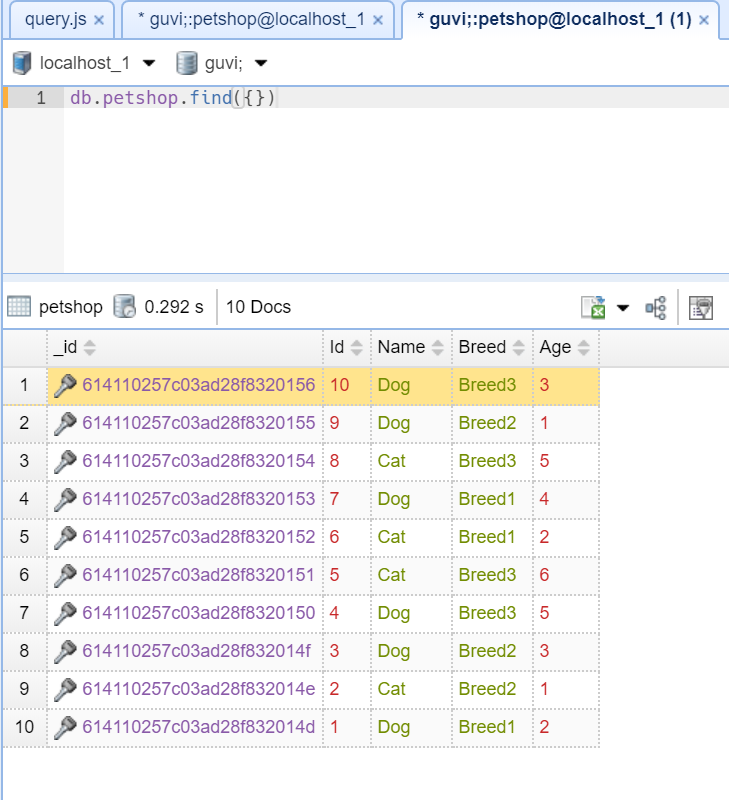 query.js × * guvi;:petshop@localhost_1 × * guvi;:petshop@localhost_1 (1) ×
localhost_1 guvi;
1 db.petshop.find({})
petshop 0.292 s 10 Docs
_id Id Name Breed Age
1 614110257c03ad28f8320156 10 Dog Breed3 3
2 614110257c03ad28f8320155 9 Dog Breed2 1
3 614110257c03ad28f8320154 8 Cat Breed3 5
4 614110257c03ad28f8320153 7 Dog Breed1 4
5 614110257c03ad28f8320152 6 Cat Breed1 2
6 614110257c03ad28f8320151 5 Cat Breed3 6
7 614110257c03ad28f8320150 4 Dog Breed3 5
8 614110257c03ad28f832014f 3 Dog Breed2 3
9 614110257c03ad28f832014e 2 Cat Breed2 1
10 614110257c03ad28f832014d 1 Dog Breed1 2